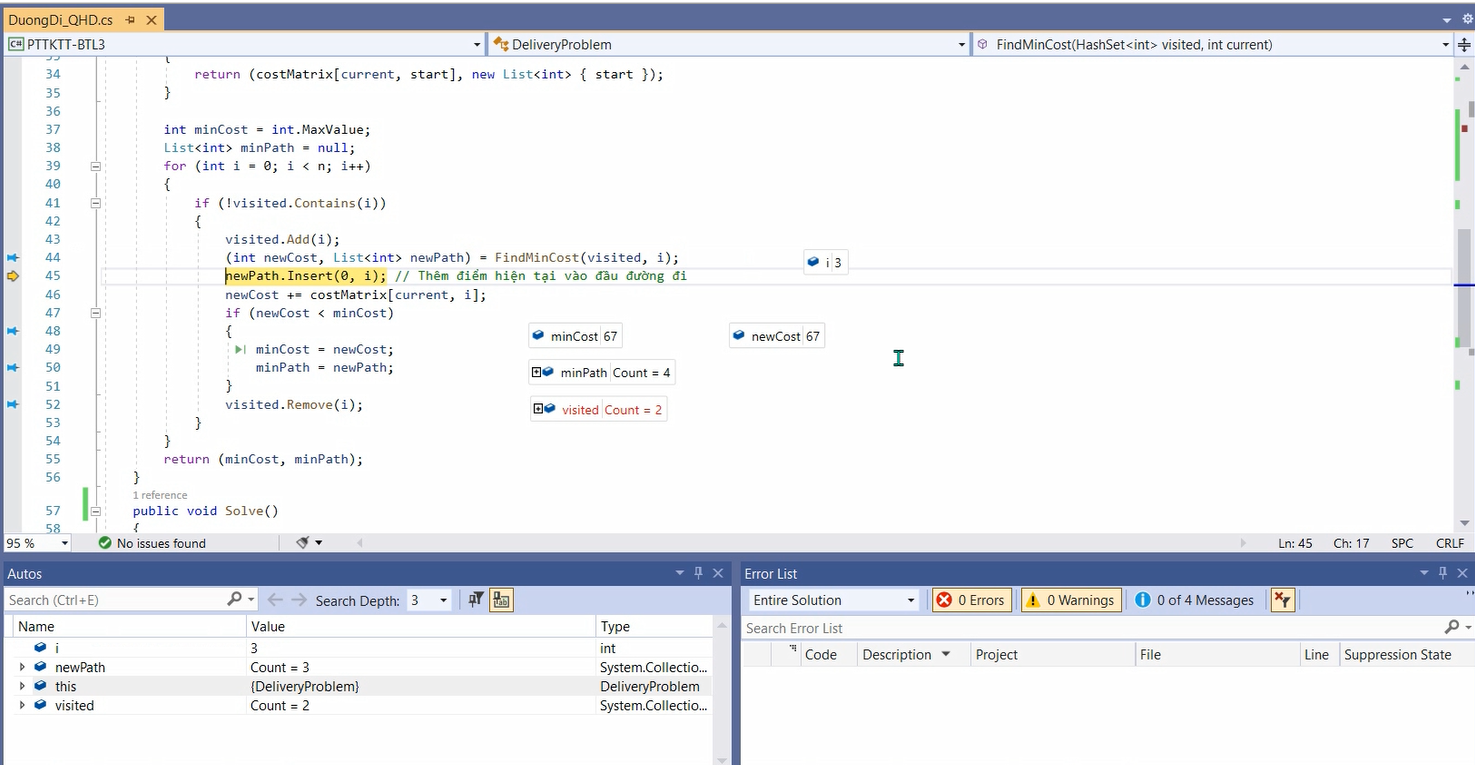 DuongDi_QHD.cs
C# PTTKTT-BTL3
DeliveryProblem
FindMinCost(HashSet<int> visited, int current)
33 {
34 return (costMatrix[current, start], new List<int> { start });
35 }
36
37 int minCost = int.MaxValue;
38 List<int> minPath = null;
39 for (int i = 0; i < n; i++)
40 {
41 if (!visited.Contains(i))
42 {
43 visited.Add(i);
44 (int newCost, List<int> newPath) = FindMinCost(visited, i);
i 3
45 newPath.Insert(0, i); // Thêm điểm hiện tại vào đầu đường đi
46 newCost += costMatrix[current, i];
47 if (newCost < minCost)
48 {
minCost 67
newCost 67
49 minCost = newCost;
50 minPath = newPath;
minPath Count = 4
51 }
52 visited.Remove(i);
visited Count = 2
53 }
54 }
55 return (minCost, minPath);
56 }
1 reference
57 public void Solve()
58 {
95 %
No issues found
Ln: 45 Ch: 17 SPC CRLF
Autos
Search (Ctrl+E)
Search Depth: 3
Name Value Type
i 3 int
newPath Count = 3 System.Collectio...
this {DeliveryProblem} DeliveryProblem
visited Count = 2 System.Collectio...
Error List
Entire Solution
0 Errors
0 Warnings
0 of 4 Messages
Search Error List
Code Description Project File Line Suppression State